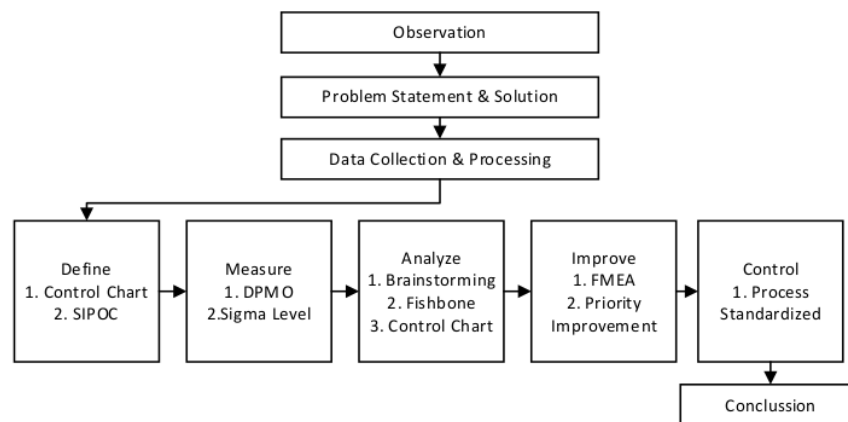 Observation
Problem Statement & Solution
Data Collection & Processing
Define
1. Control Chart
2. SIPOC
Measure
1. DPMO
2.Sigma Level
Analyze
1. Brainstorming
2. Fishbone
3. Control Chart
Improve
1. FMEA
2. Priority
Improvement
Control
1. Process
Standardized
Conclussion